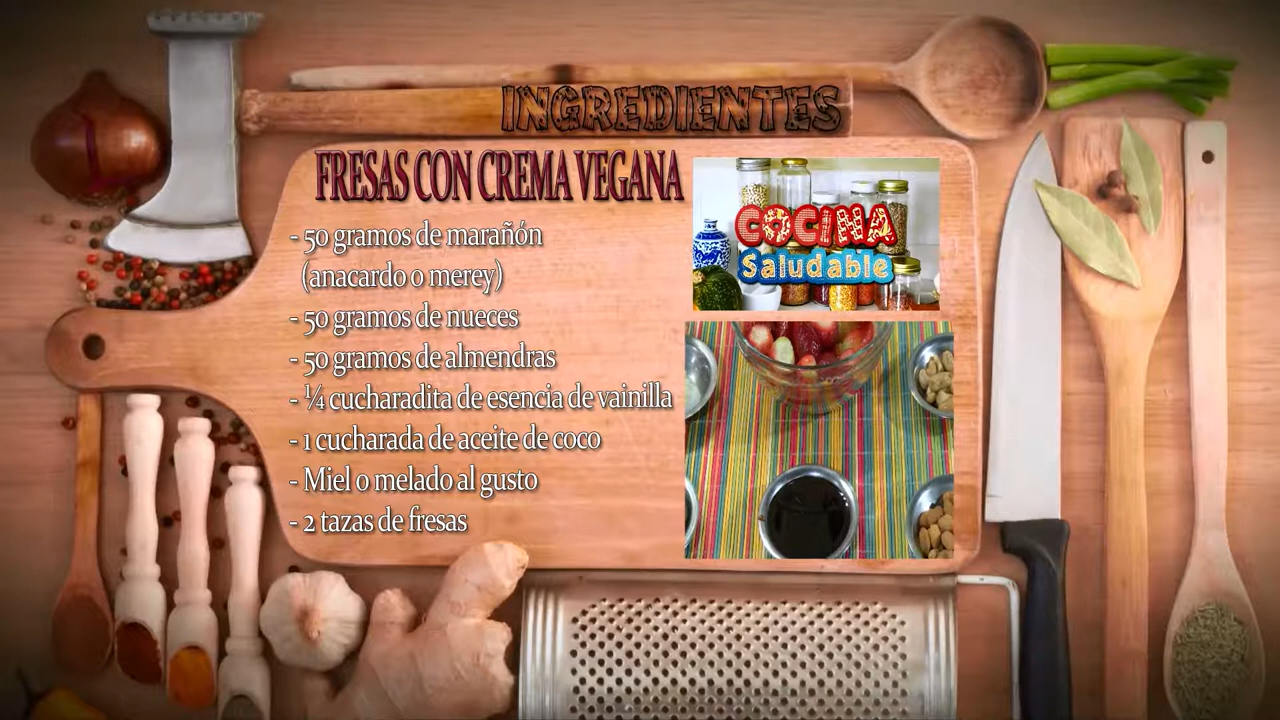 INGREDIENTES
FRESAS CON CREMA VEGANA
- 50 gramos de marañón
(anacardo o merey)
- 50 gramos de nueces
- 50 gramos de almendras
- ¼ cucharadita de esencia de vainilla
- 1 cucharada de aceite de coco
- Miel o melado al gusto
- 2 tazas de fresas
COCINA
Saludable